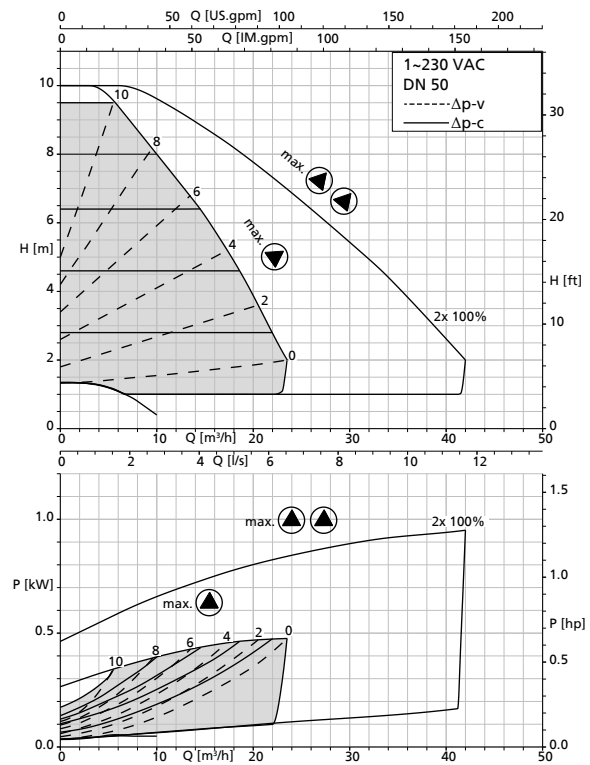 0 50 Q [US.gpm] 100 150 200
0 50 Q [IM.gpm] 100 150
1~230 VAC
DN 50
Δp-v
Δp-c
10
8
6
H [m]
4
2
0
30
20
H [ft]
10
0
10
8
6
4
2
0
max.
max.
2x 100%
0 10 20 30 40 50
Q [m³/h]
0 2 4 Q [l/s] 6 8 10 12
1.0
P [kW]
0.5
0.0
1.5
1.0
P [hp]
0.5
0.0
max.
2x 100%
max.
10
8
6
4
2
0
0 Q [m³/h] 20 30 40 50